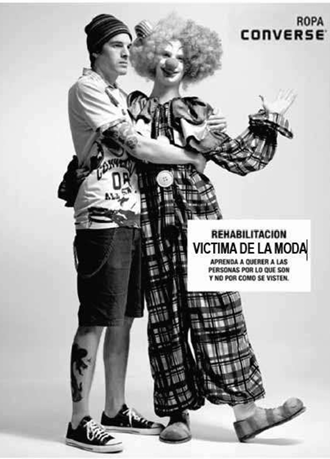 ROPA
CONVERSE
CONVERSE
REHABILITACION
VICTIMA DE LA MODA
APRENDA A QUERER A LAS
PERSONAS POR LO QUE SON
Y NO POR COMO SE VISTEN.